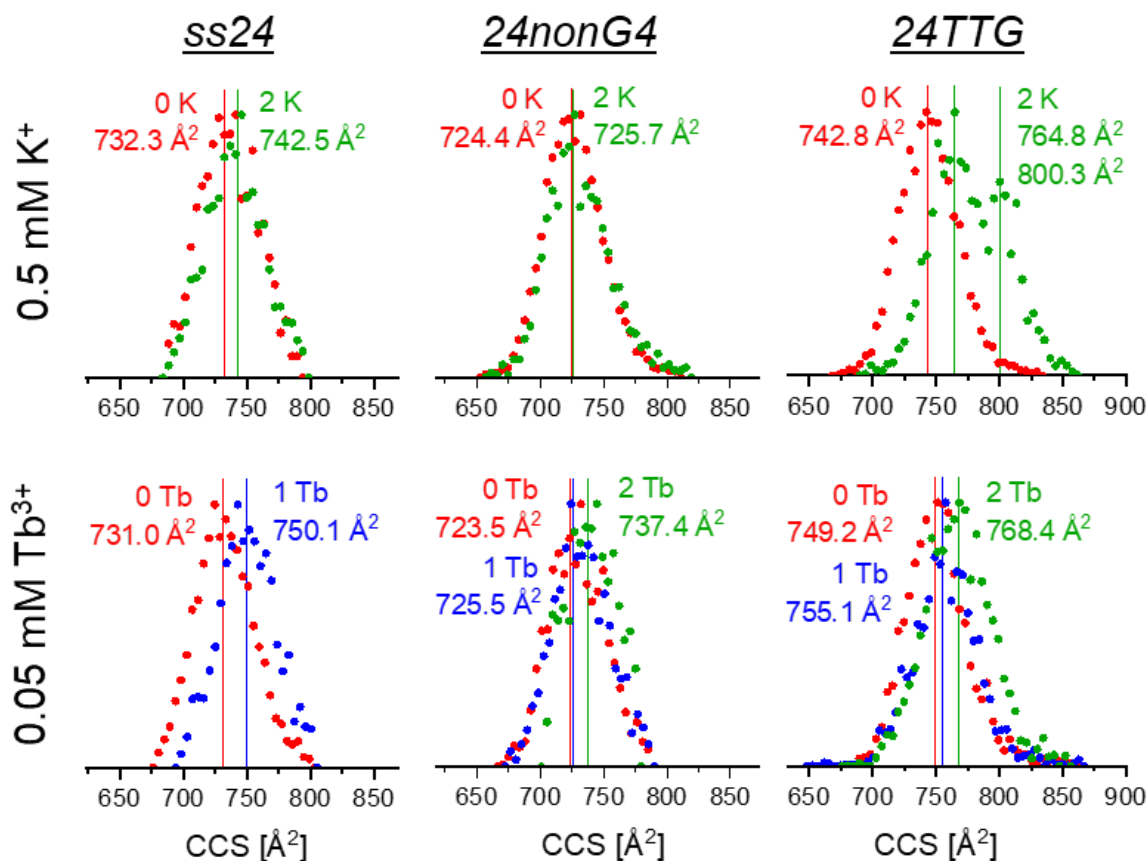 ss24
24nonG4
24TTG
0.5 mM K⁺
0 K
732.3 Å²
2 K
742.5 Å²
0 K
724.4 Å²
2 K
725.7 Å²
0 K
742.8 Å²
2 K
764.8 Å²
800.3 Å²
650 700 750 800 850
650 700 750 800 850
650 700 750 800 850 900
0.05 mM Tb³⁺
0 Tb
731.0 Å²
1 Tb
750.1 Å²
0 Tb
723.5 Å²
1 Tb
725.5 Å²
2 Tb
737.4 Å²
0 Tb
749.2 Å²
1 Tb
755.1 Å²
2 Tb
768.4 Å²
650 700 750 800 850
650 700 750 800 850
650 700 750 800 850 900
CCS [Å²]
CCS [Å²]
CCS [Å²]